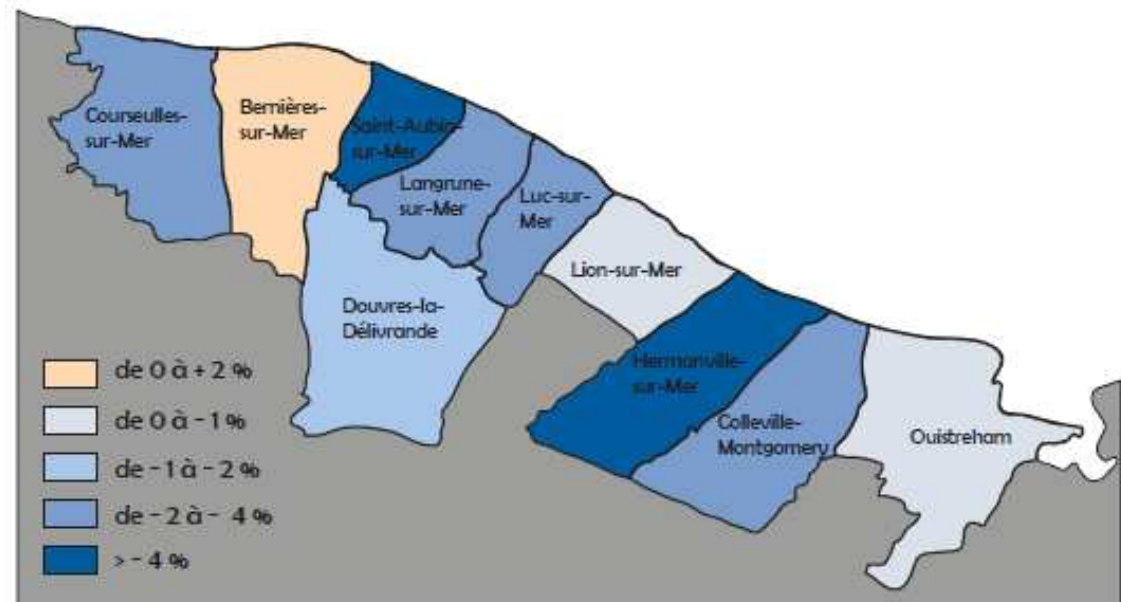 Courseulles-
sur-Mer
Bernières-
sur-Mer
Saint-Aubin-
sur-Mer
Langrune-
sur-Mer
Luc-sur-
Mer
Lion-sur-Mer
Douvres-la-
Délivrande
Hermanville-
sur-Mer
Colleville-
Montgomery
Ouistreham
de 0 à + 2 %
de 0 à - 1 %
de - 1 à - 2 %
de - 2 à - 4 %
> - 4 %